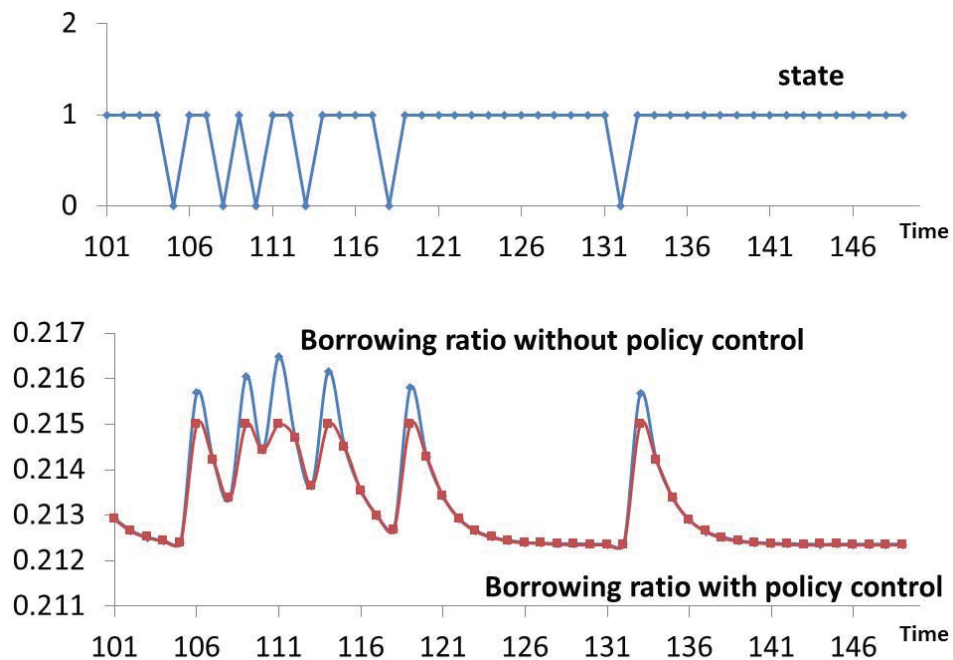 2
state
1
0
101 106 111 116 121 126 131 136 141 146 Time
0.217
Borrowing ratio without policy control
0.216
0.215
0.214
0.213
0.212
Borrowing ratio with policy control
0.211
101 106 111 116 121 126 131 136 141 146 Time